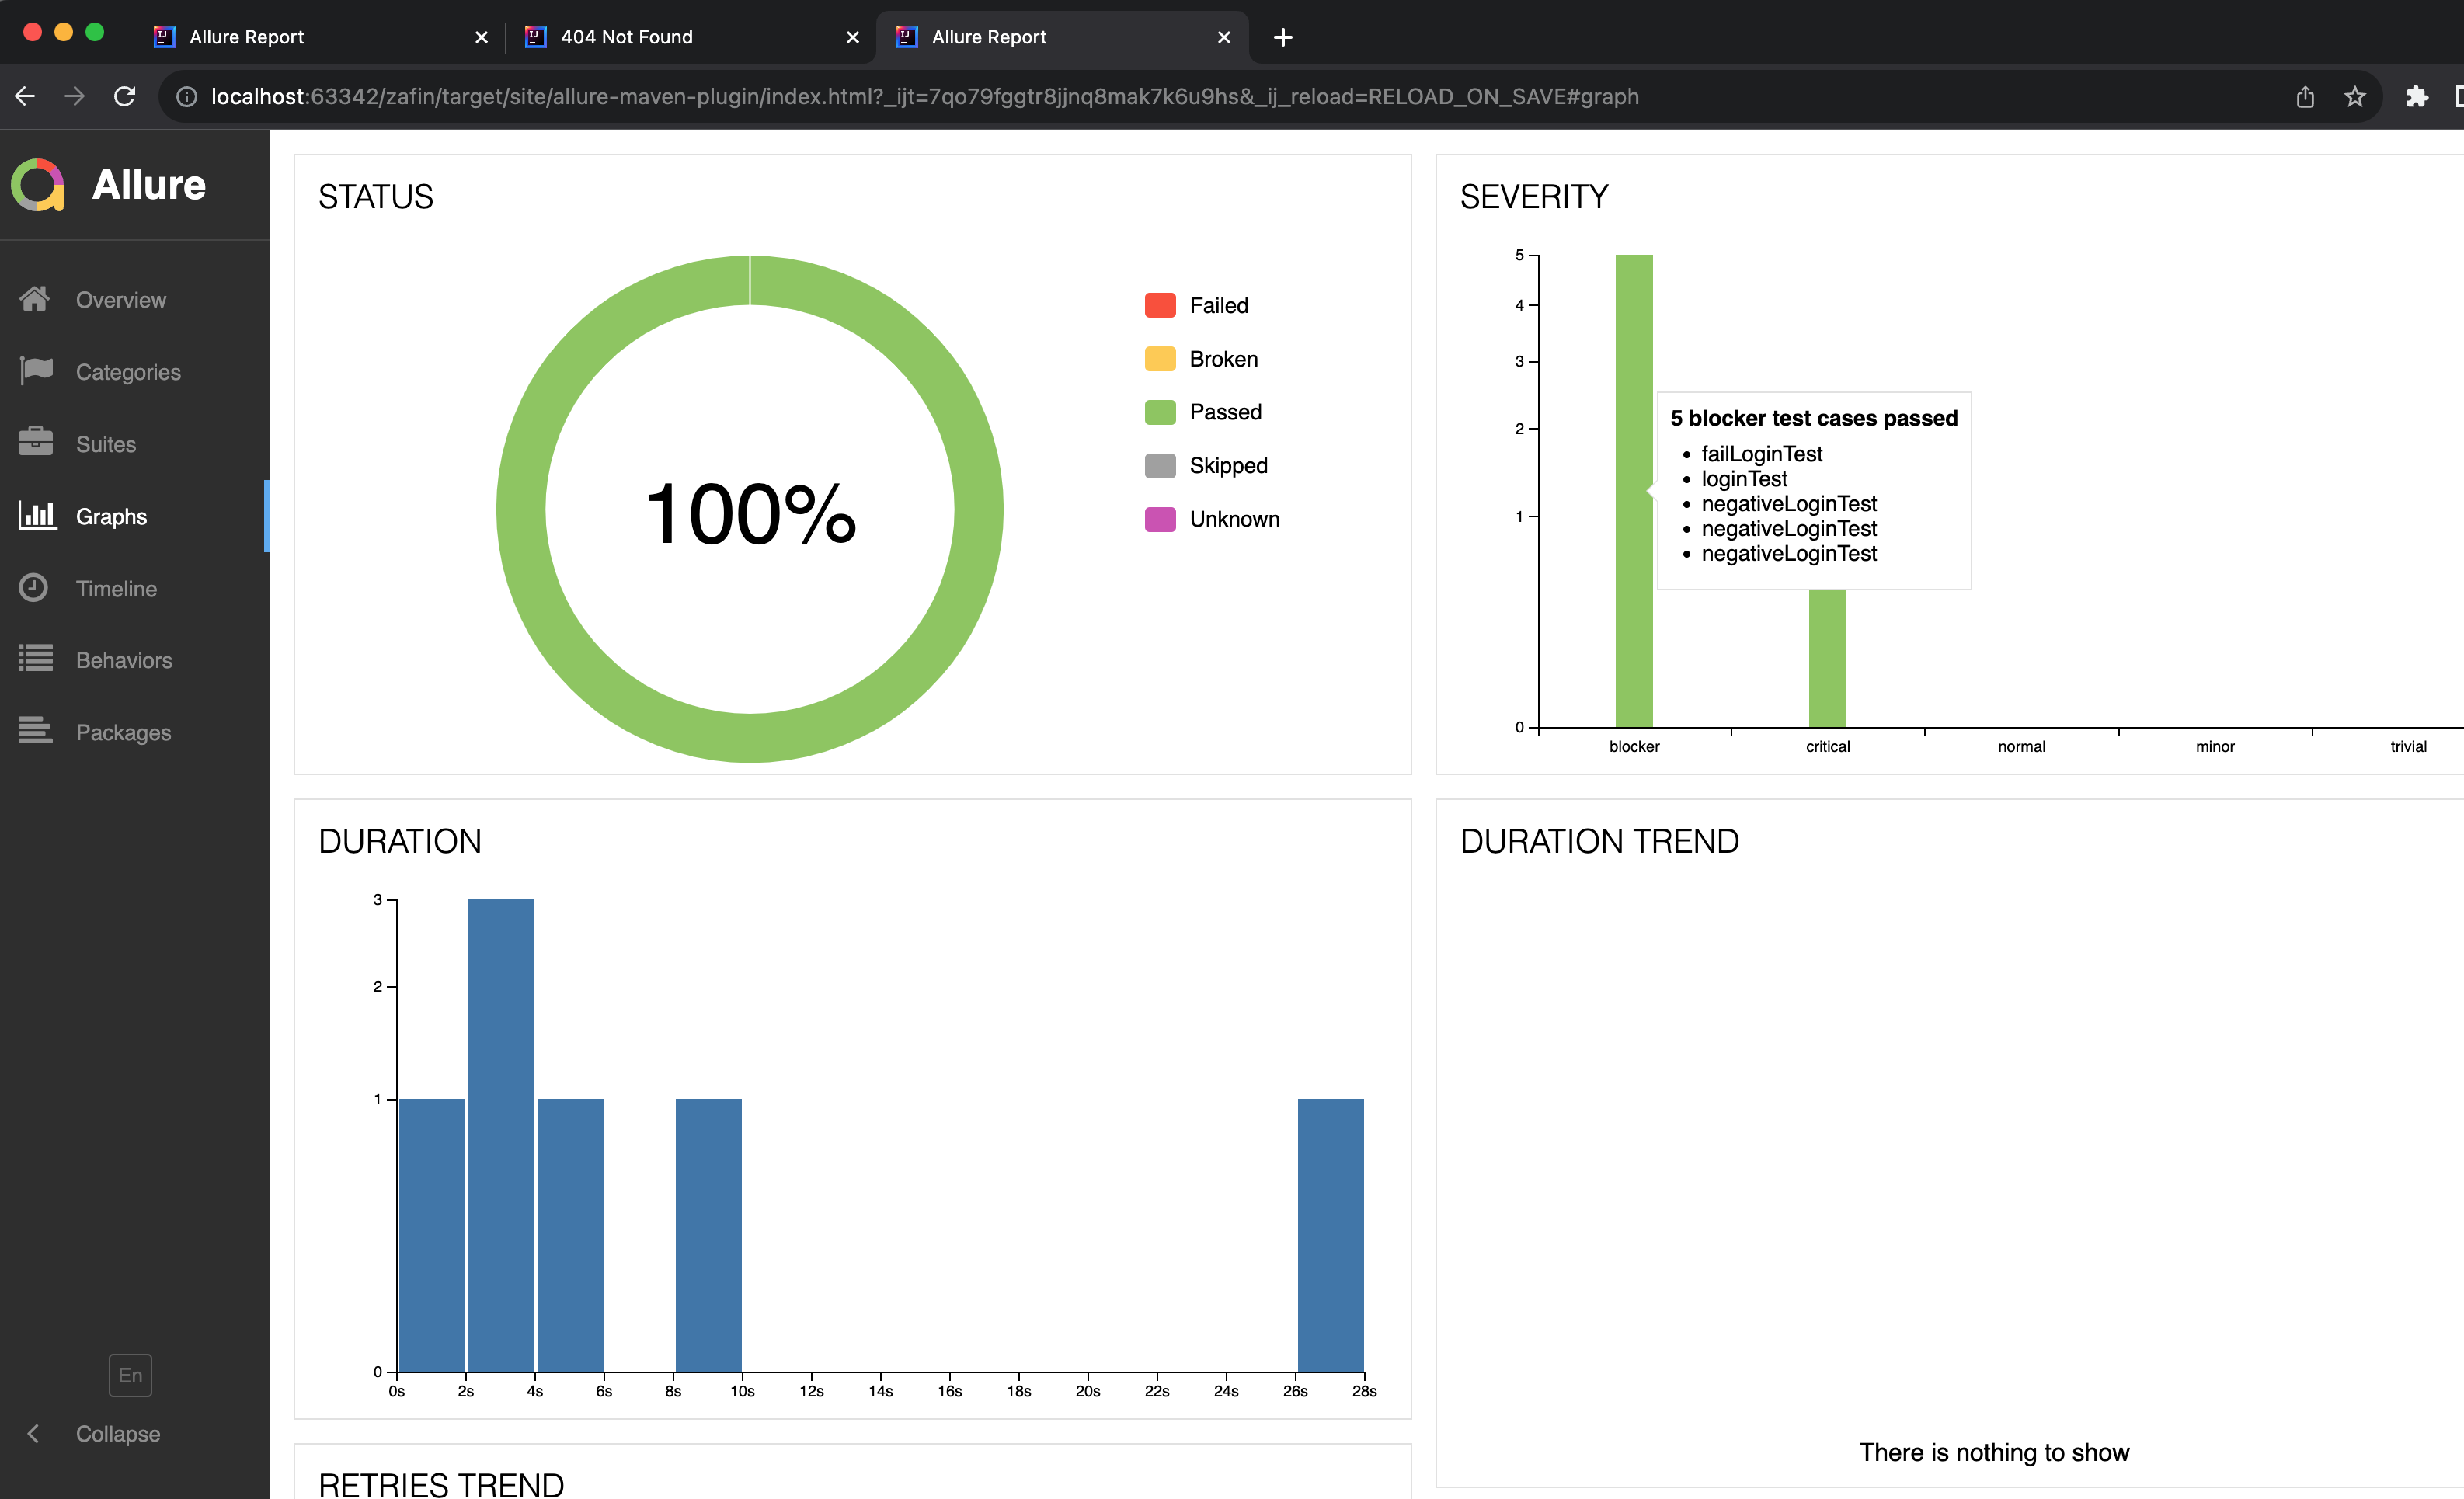 Allure Report
404 Not Found
Allure Report
localhost:63342/zafin/target/site/allure-maven-plugin/index.html?_ijt=7qo79fggtr8jjnq8mak7k6u9hs&_ij_reload=RELOAD_ON_SAVE#graph
Allure
Overview
Categories
Suites
Graphs
Timeline
Behaviors
Packages
En
Collapse
STATUS
100%
Failed
Broken
Passed
Skipped
Unknown
SEVERITY
5
4
3
2
1
0
5 blocker test cases passed
failLoginTest
loginTest
negativeLoginTest
negativeLoginTest
negativeLoginTest
blocker critical normal minor trivial
DURATION
3
2
1
0
0s 2s 4s 6s 8s 10s 12s 14s 16s 18s 20s 22s 24s 26s 28s
DURATION TREND
There is nothing to show
RETRIES TREND